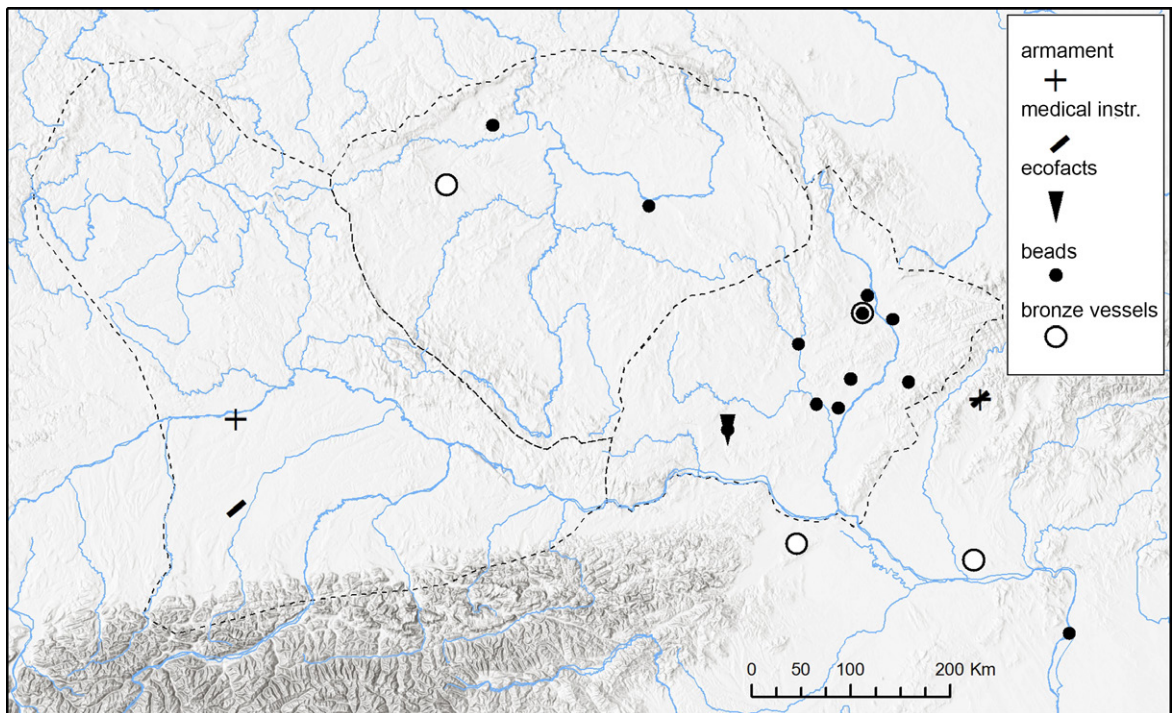 armament
medical instr.
ecofacts
beads
bronze vessels
0 50 100 200 Km